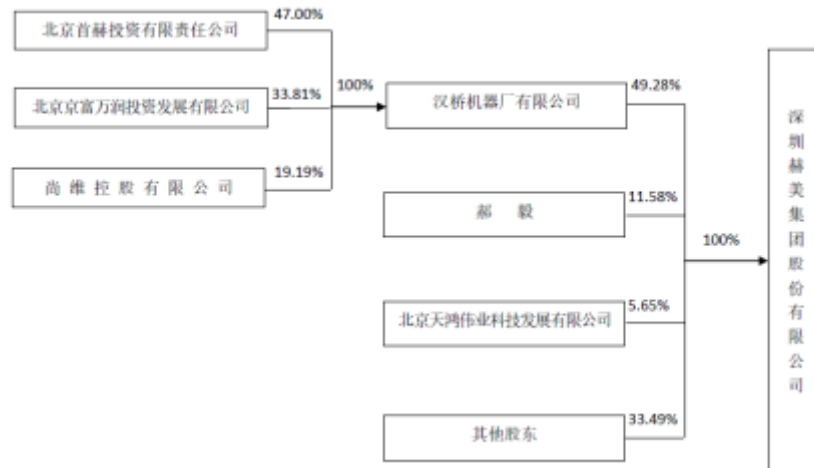 北京首赫投资有限责任公司
47.00%
北京京富万润投资发展有限公司
33.81%
尚维控股有限公司
19.19%
100%
汉桥机器厂有限公司
49.28%
郝毅
11.58%
北京天鸿伟业科技发展有限公司
5.65%
其他股东
33.49%
100%
深圳赫美集团股份有限公司